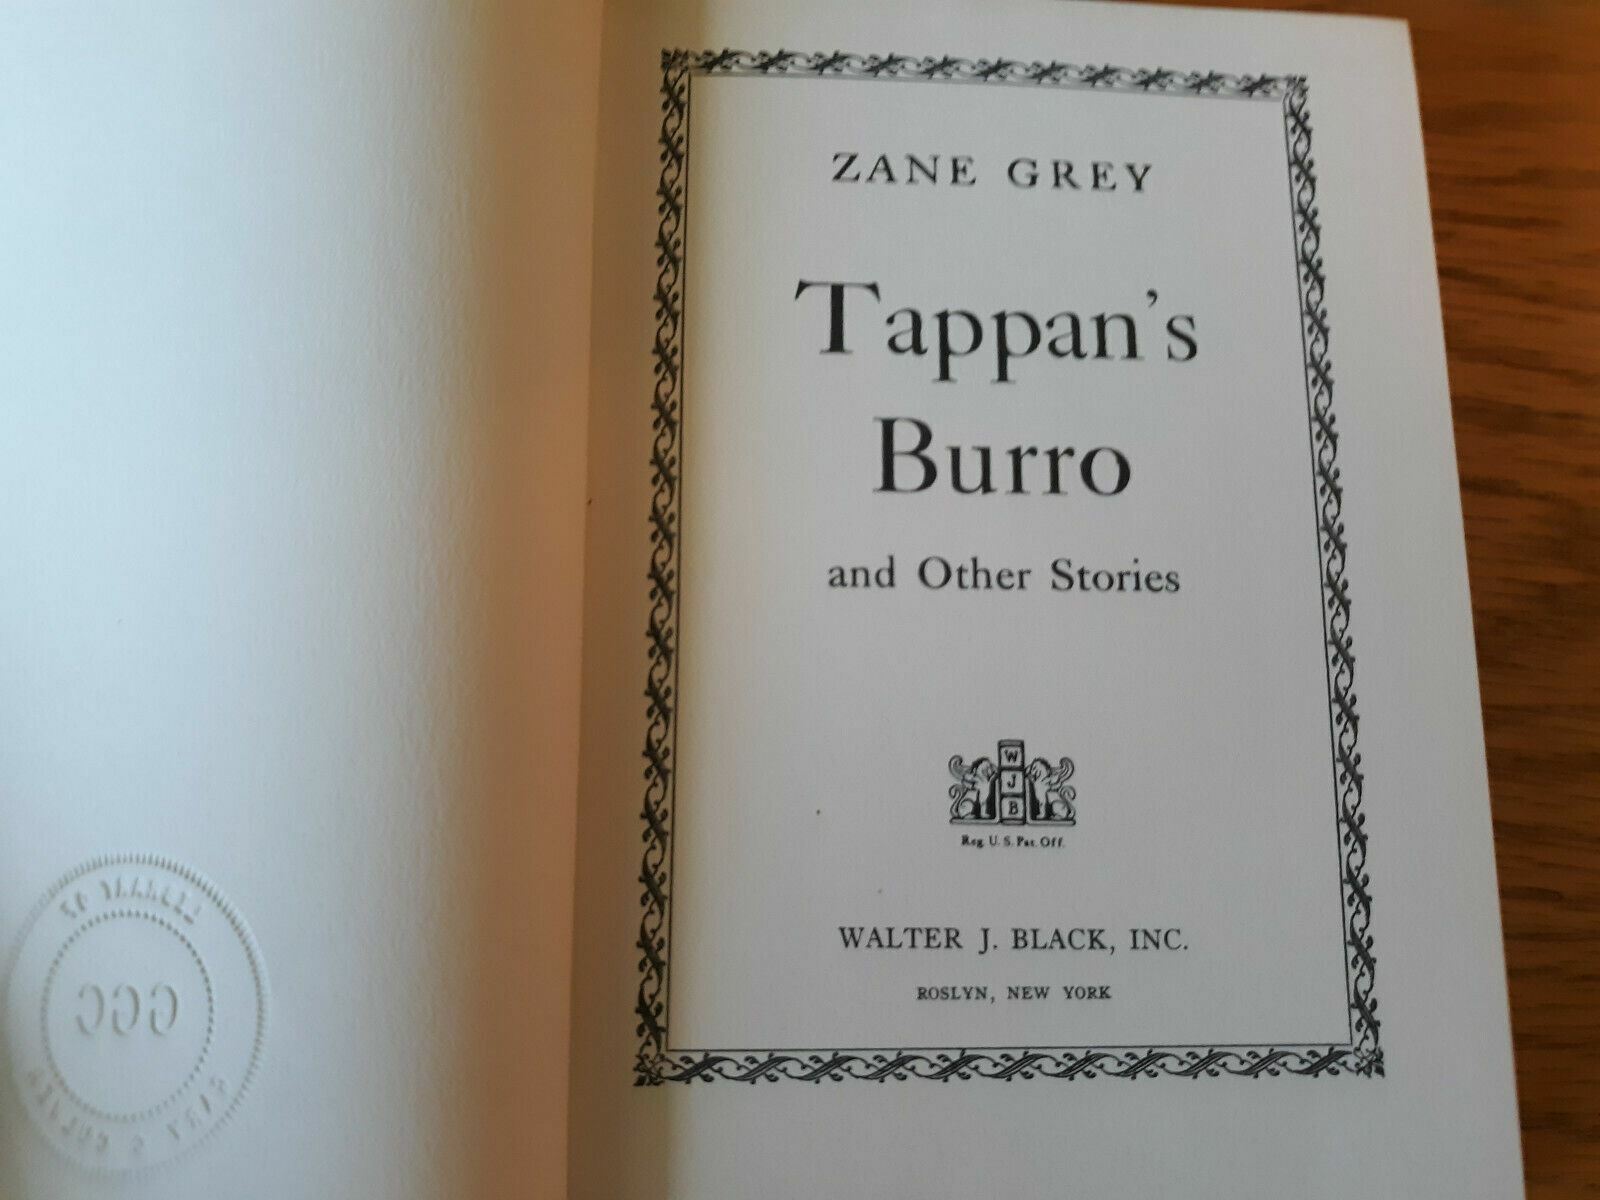 ZANE GREY
Tappan's
Burro
and Other Stories
W
J
B
Reg. U. S. Pat. Off.
WALTER J. BLACK, INC.
ROSLYN, NEW YORK